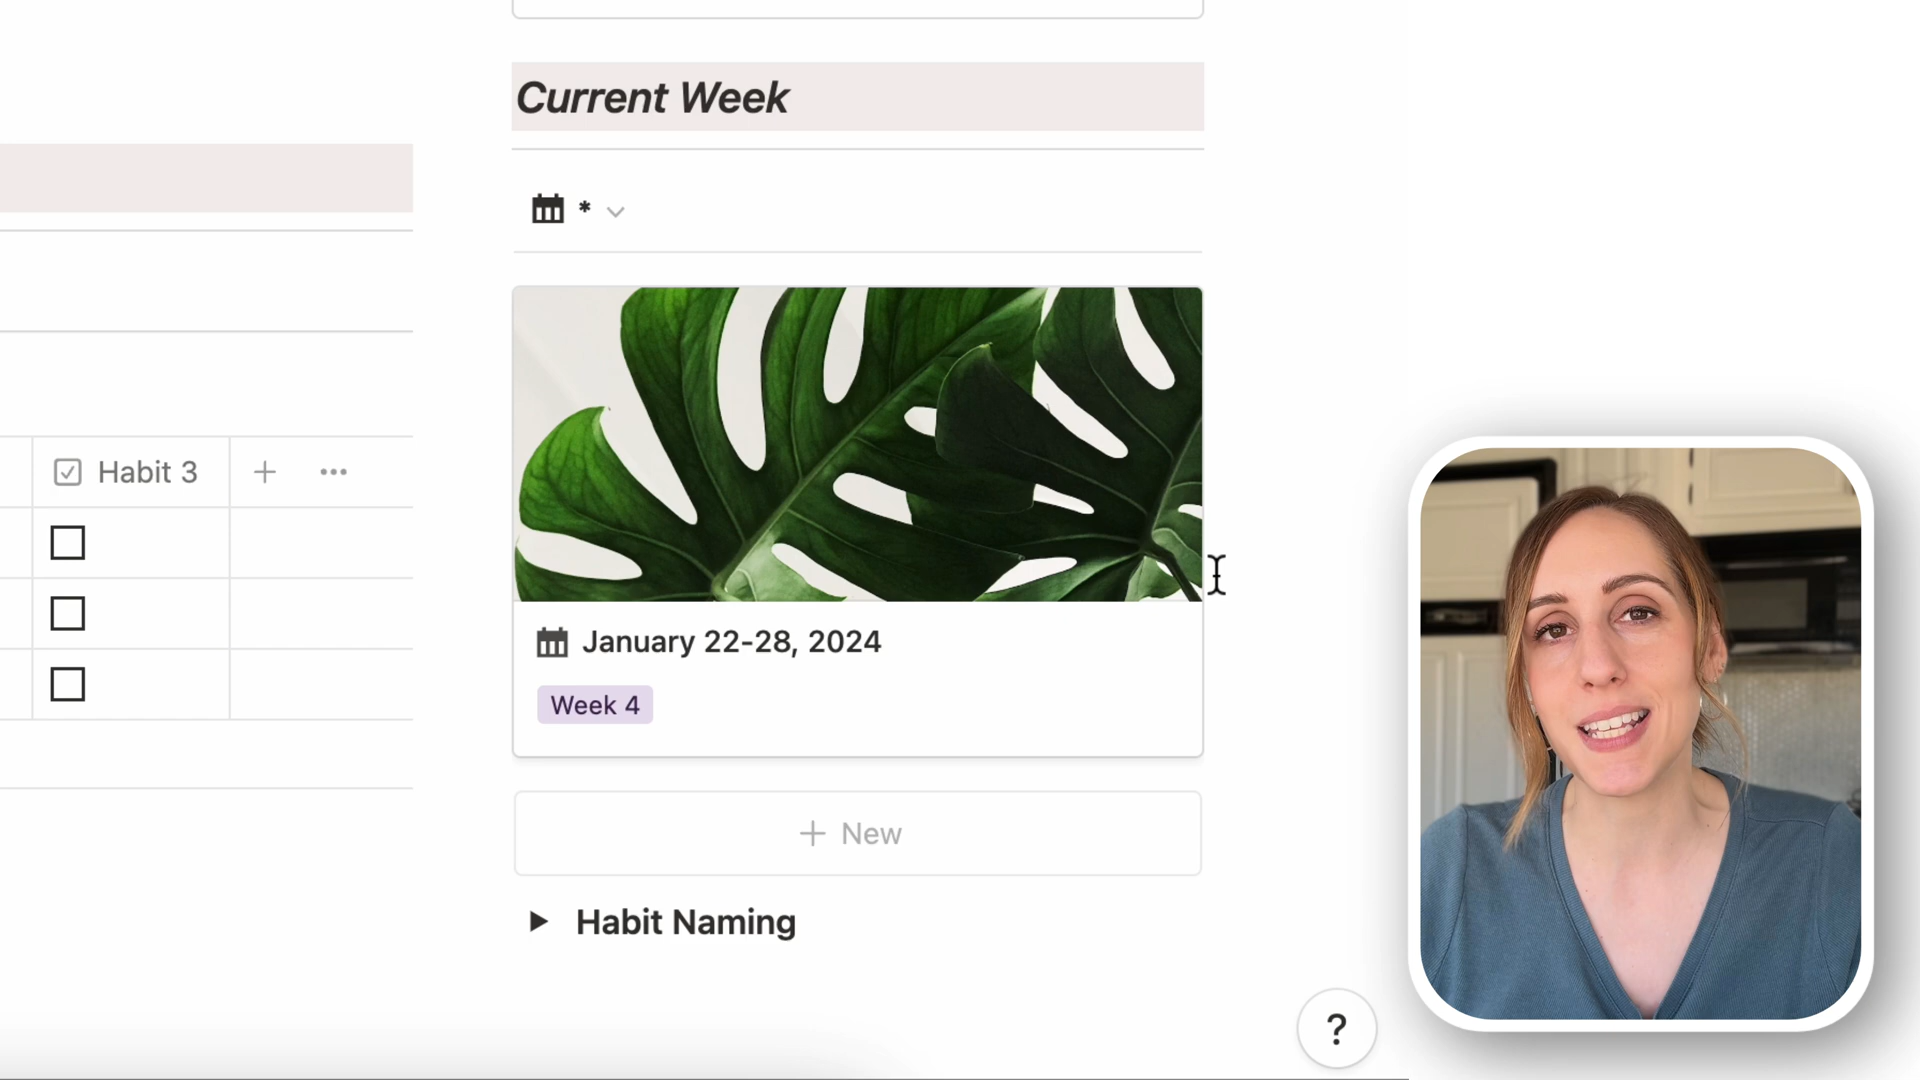 Current Week
*
Habit 3
January 22-28, 2024
Week 4
+ New
Habit Naming
?